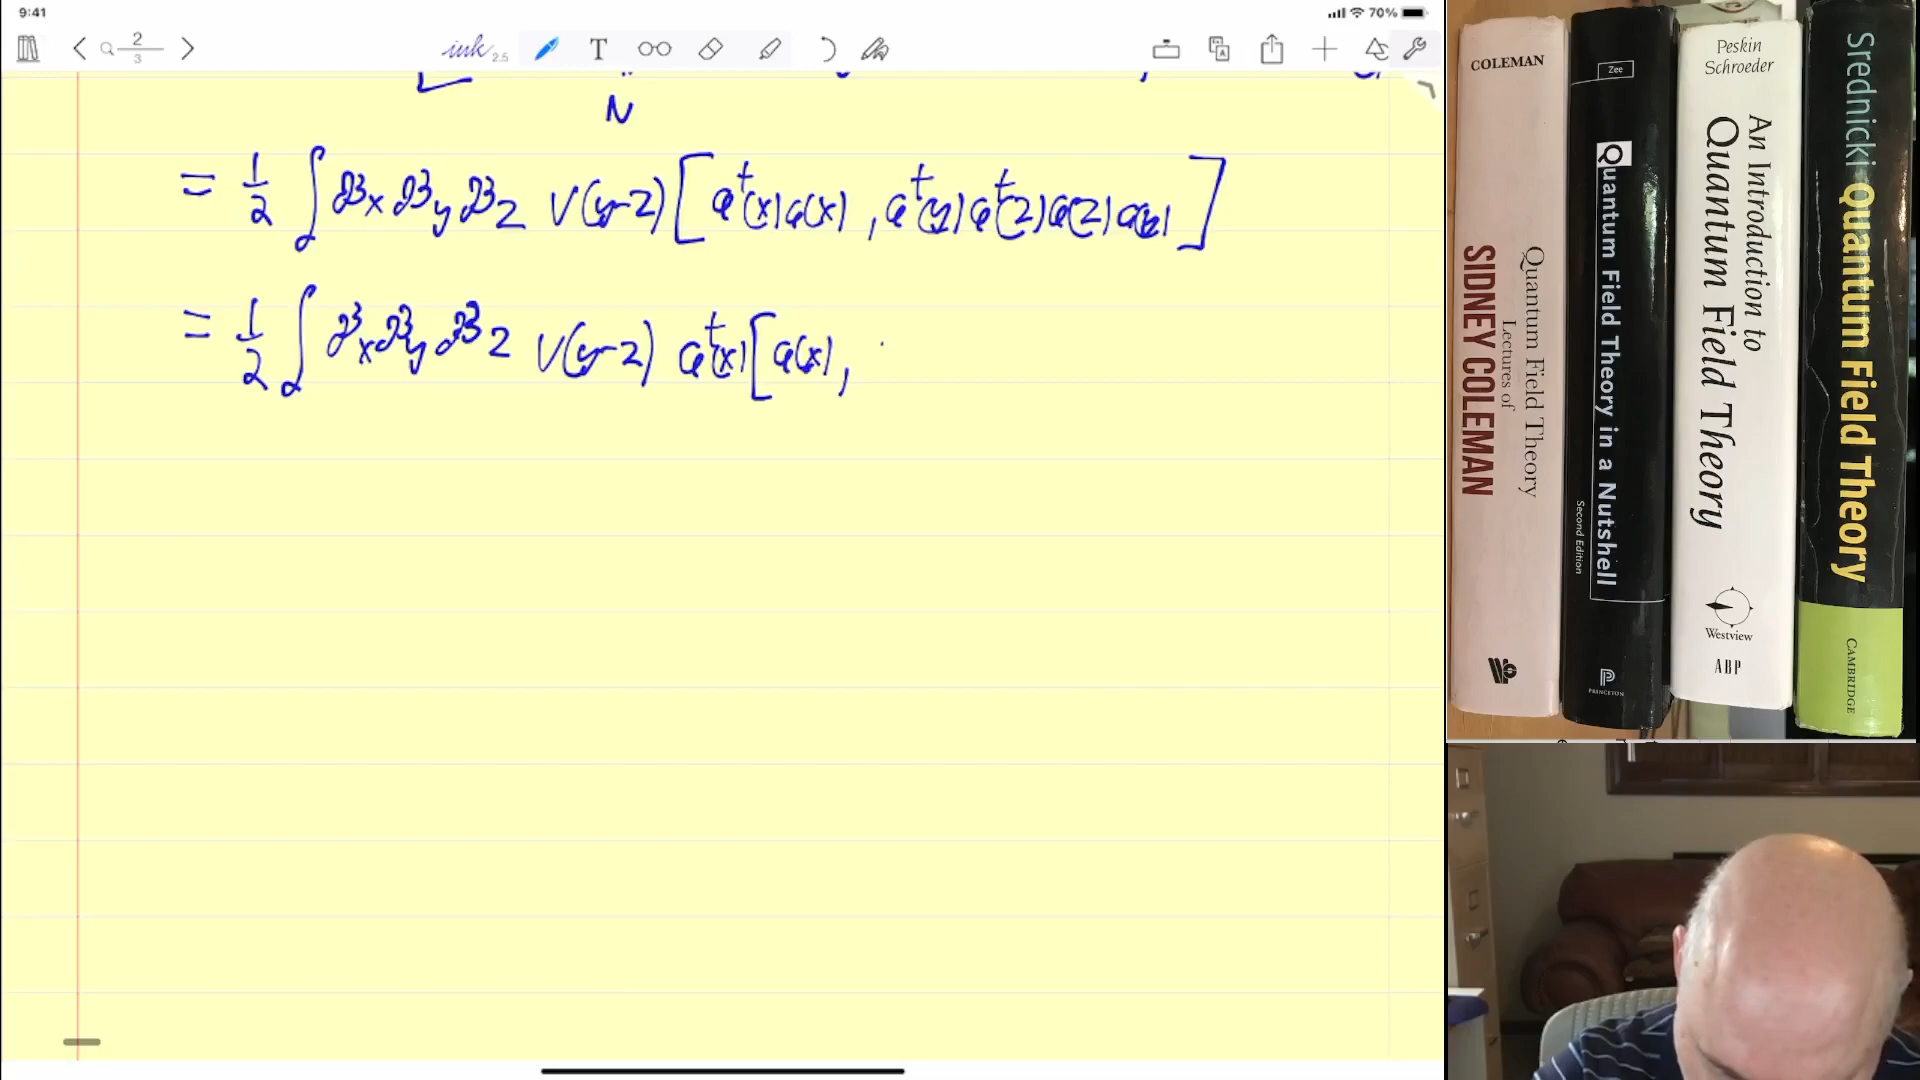 9:41
70%
2
3
ink 2.5
T
N
= 1/2 ∫ d³x d³y d³z V(y-z) [ a†(x) a(x) , a†(y) a†(z) a(z) a(y) ]
= 1/2 ∫ d³x d³y d³z V(y-z) a†(x) [ a(x) ,
COLEMAN
Quantum Field Theory
Lectures of
SIDNEY COLEMAN
Zee
Quantum Field Theory in a Nutshell
Second Edition
PRINCETON
Peskin
Schroeder
An Introduction to
Quantum Field Theory
Westview
ABP
Srednicki Quantum Field Theory
CAMBRIDGE